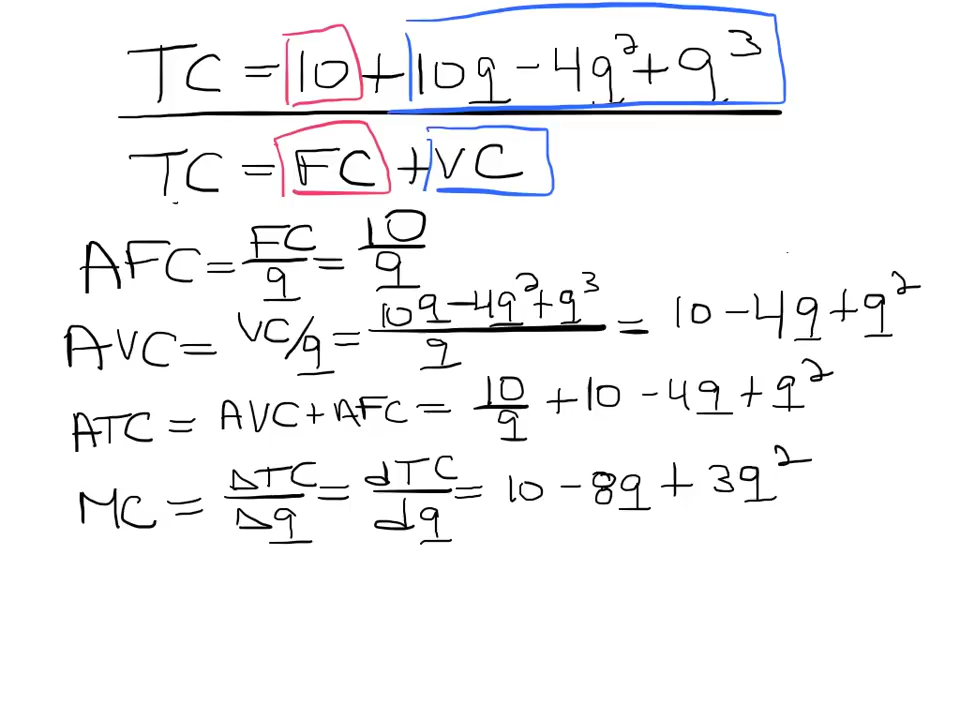 TC = 10 + 10q - 4q² + q³
TC = FC + VC
AFC = FC/q = 10/q
AVC = VC/q = (10q - 4q² + q³)/q = 10 - 4q + q²
ATC = AVC + AFC = 10/q + 10 - 4q + q²
MC = ΔTC/Δq = dTC/dq = 10 - 8q + 3q²